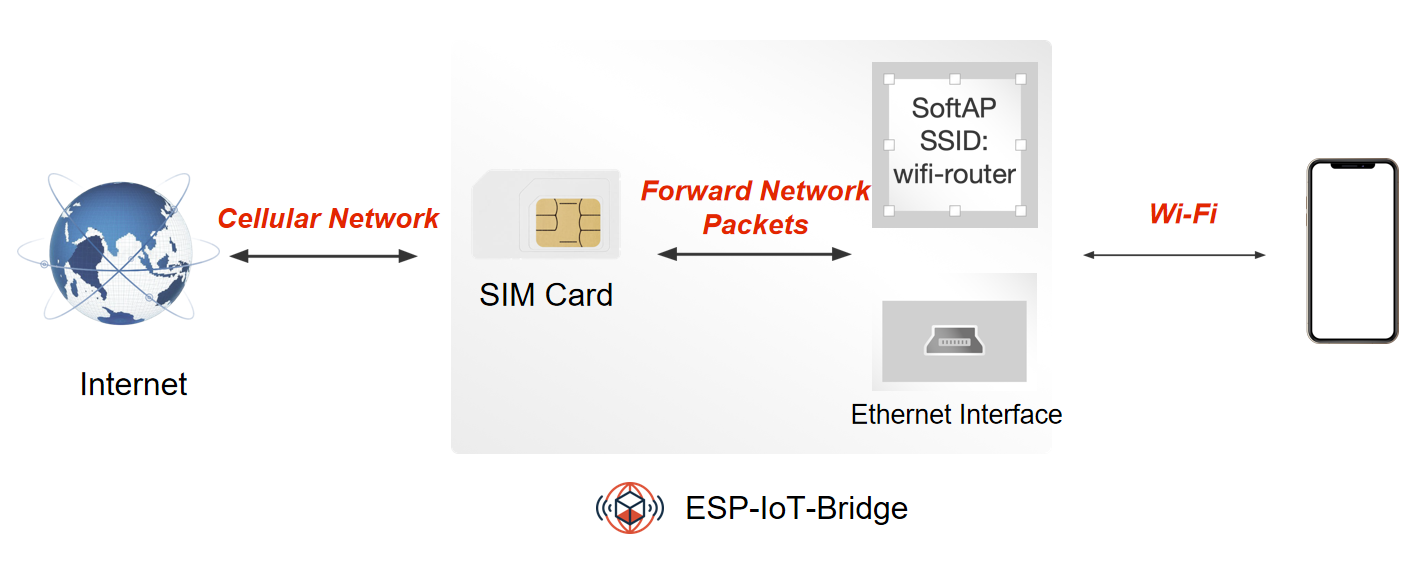 Internet
Cellular Network
SIM Card
Forward Network
Packets
SoftAP
SSID:
wifi-router
Ethernet Interface
Wi-Fi
ESP-IoT-Bridge